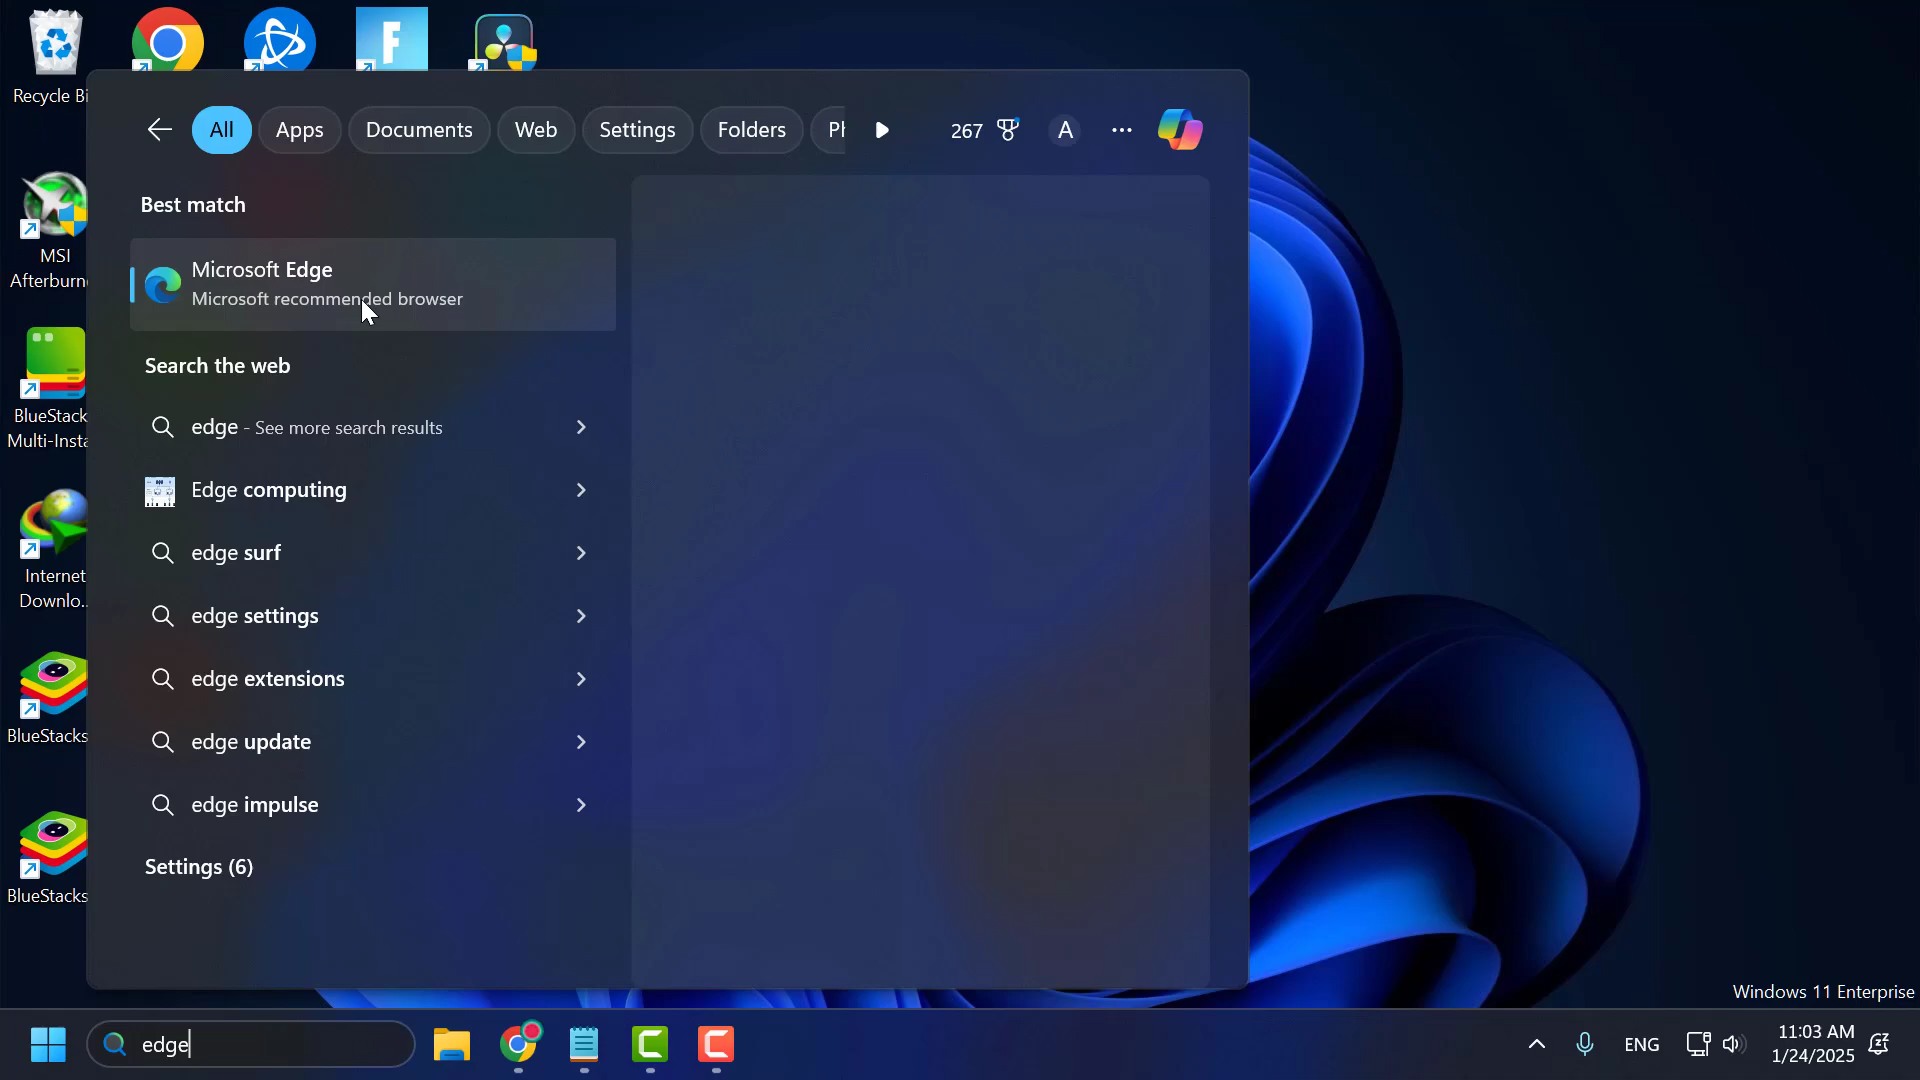 Recycle Bi
All
Apps
Documents
Web
Settings
Folders
Ph
267
A
Best match
Microsoft Edge
Microsoft recommended browser
Search the web
edge - See more search results
Edge computing
edge surf
edge settings
edge extensions
edge update
edge impulse
Settings (6)
MSI
Afterburn
BlueStack
Multi-Insta
Internet
Downlo...
BlueStacks
BlueStacks
Windows 11 Enterprise
edge
ENG
11:03 AM
1/24/2025